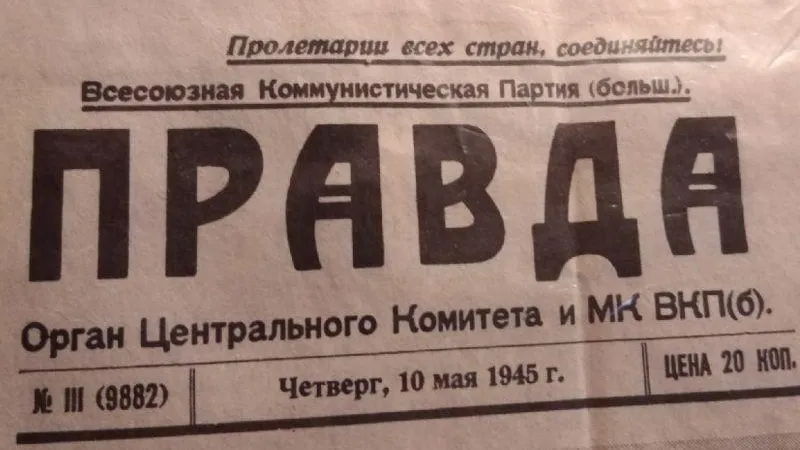 Пролетарии всех стран, соединяйтесь!
Всесоюзная Коммунистическая Партия (больш.).
ПРАВДА
Орган Центрального Комитета и МК ВКП(б).
№ 111 (9882) Четверг, 10 мая 1945 г. ЦЕНА 20 КОП.